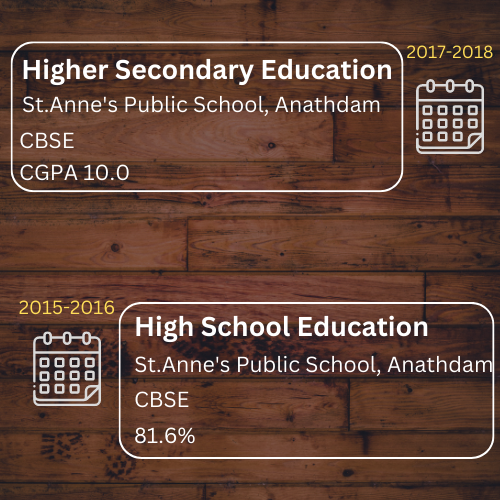 2017-2018
Higher Secondary Education
St.Anne's Public School, Anathdam
CBSE
CGPA 10.0
2015-2016
High School Education
St.Anne's Public School, Anathdam
CBSE
81.6%